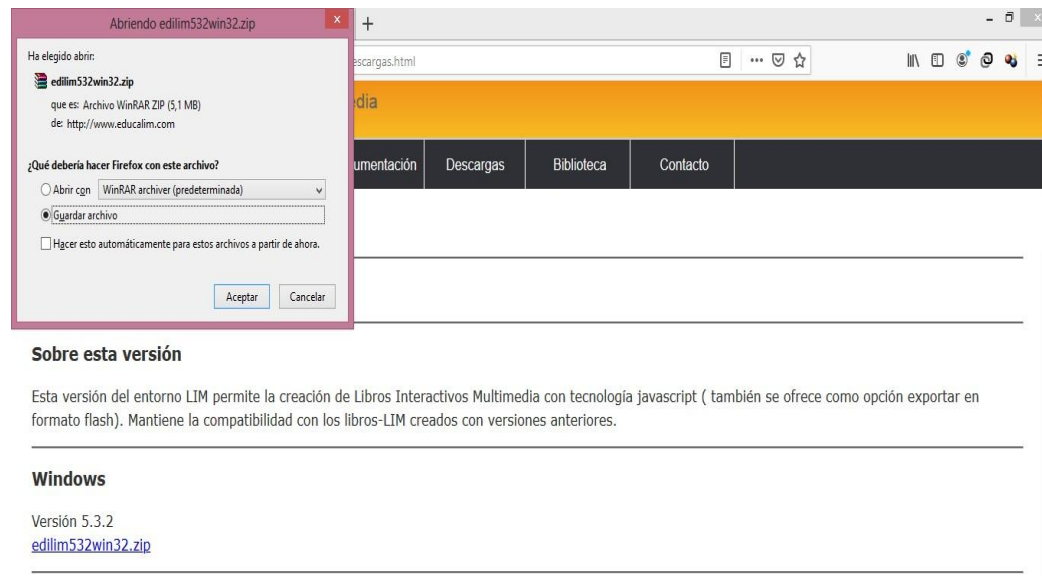 Abriendo edilim532win32.zip
Ha elegido abrir:
edilim532win32.zip
que es: Archivo WinRAR ZIP (5,1 MB)
de: http://www.educalim.com
¿Qué debería hacer Firefox con este archivo?
Abrir con WinRAR archiver (predeterminada)
Guardar archivo
Hacer esto automáticamente para estos archivos a partir de ahora.
Aceptar Cancelar
escargas.html
edia
umentación Descargas Biblioteca Contacto
Sobre esta versión
Esta versión del entorno LIM permite la creación de Libros Interactivos Multimedia con tecnología javascript ( también se ofrece como opción exportar en
formato flash). Mantiene la compatibilidad con los libros-LIM creados con versiones anteriores.
Windows
Versión 5.3.2
edilim532win32.zip